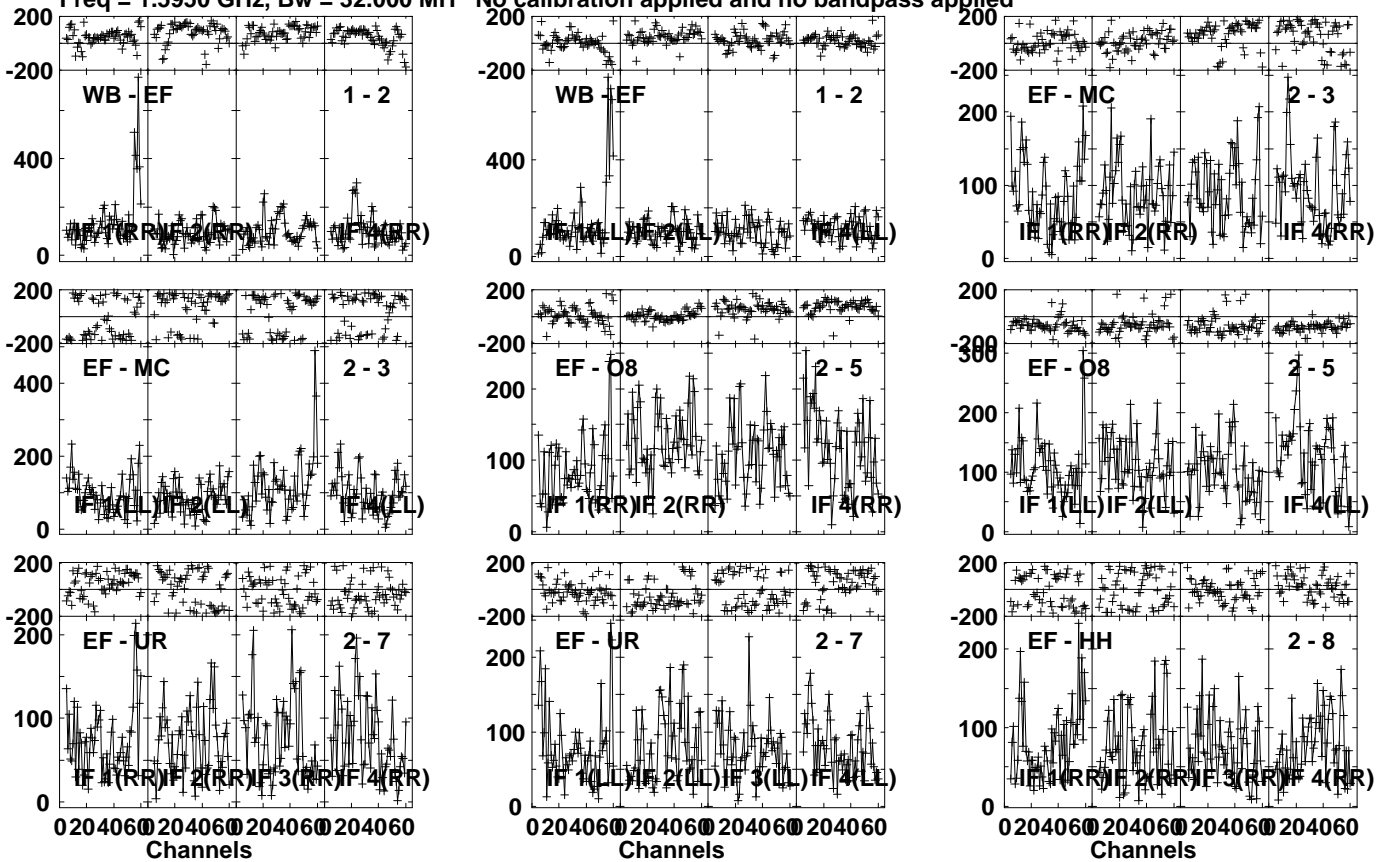 Freq = 1.5950 GHz, Bw = 32.000 MH No calibration applied and no bandpass applied
200
-200
WB - EF 1 - 2
400
0
IF 1(RR) IF 2(RR) IF 4(RR)
200
-200
WB - EF 1 - 2
400
0
IF 1(LL) IF 2(LL) IF 4(LL)
200
-200
EF - MC 2 - 3
200
100
0
IF 1(RR) IF 2(RR) IF 4(RR)
200
-200
EF - MC 2 - 3
400
200
0
IF 1(LL) IF 2(LL) IF 4(LL)
200
-200
EF - O8 2 - 5
200
100
0
IF 1(RR) IF 2(RR) IF 4(RR)
200
-200
300
EF - O8 2 - 5
200
100
0
IF 1(LL) IF 2(LL) IF 4(LL)
200
-200
200
EF - UR 2 - 7
100
0
IF 1(RR) IF 2(RR) IF 3(RR) IF 4(RR)
0 20 40 60 0 20 40 60 0 20 40 60 0 20 40 60
Channels
200
-200
EF - UR 2 - 7
200
100
0
IF 1(LL) IF 2(LL) IF 3(LL) IF 4(LL)
0 20 40 60 0 20 40 60 0 20 40 60 0 20 40 60
Channels
200
-200
EF - HH 2 - 8
200
100
0
IF 1(RR) IF 2(RR) IF 3(RR) IF 4(RR)
0 20 40 60 0 20 40 60 0 20 40 60 0 20 40 60
Channels